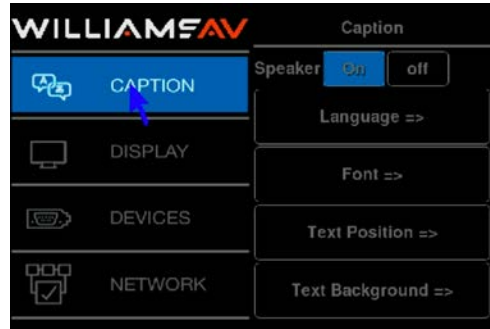 WILLIAMSAV
Caption
Speaker On off
CAPTION
Language =>
DISPLAY
Font =>
DEVICES
Text Position =>
NETWORK
Text Background =>